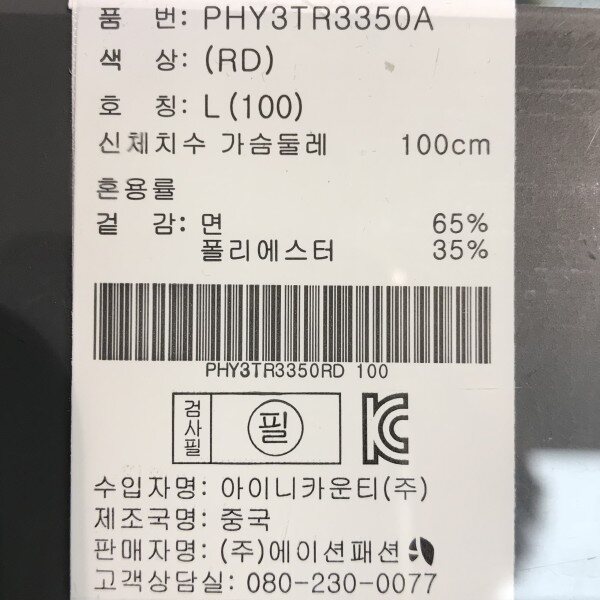 품 번: PHY3TR3350A
색 상: (RD)
호 칭: L(100)
신체치수 가슴둘레 100cm
혼용률
겉 감: 면 65%
폴리에스터 35%
PHY3TR3350RD 100
검사필 필
수입자명: 아이니카운티(주)
제조국명: 중국
판매자명: (주)에이션패션
고객상담실: 080-230-0077